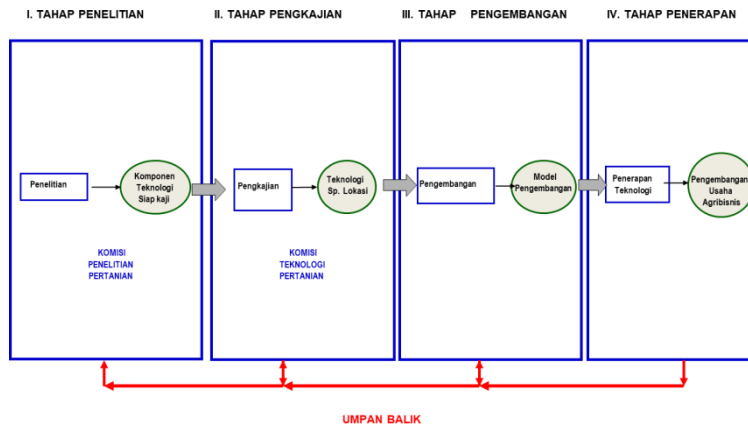 I. TAHAP PENELITIAN
II. TAHAP PENGKAJIAN
III. TAHAP PENGEMBANGAN
IV. TAHAP PENERAPAN
Penelitian
Komponen
Teknologi
Siap kaji
Pengkajian
Teknologi
Sp. Lokasi
Pengembangan
Model
Pengembangan
Penerapan
Teknologi
Pengembangan
Usaha
Agribisnis
KOMISI
PENELITIAN
PERTANIAN
KOMISI
TEKNOLOGI
PERTANIAN
UMPAN BALIK